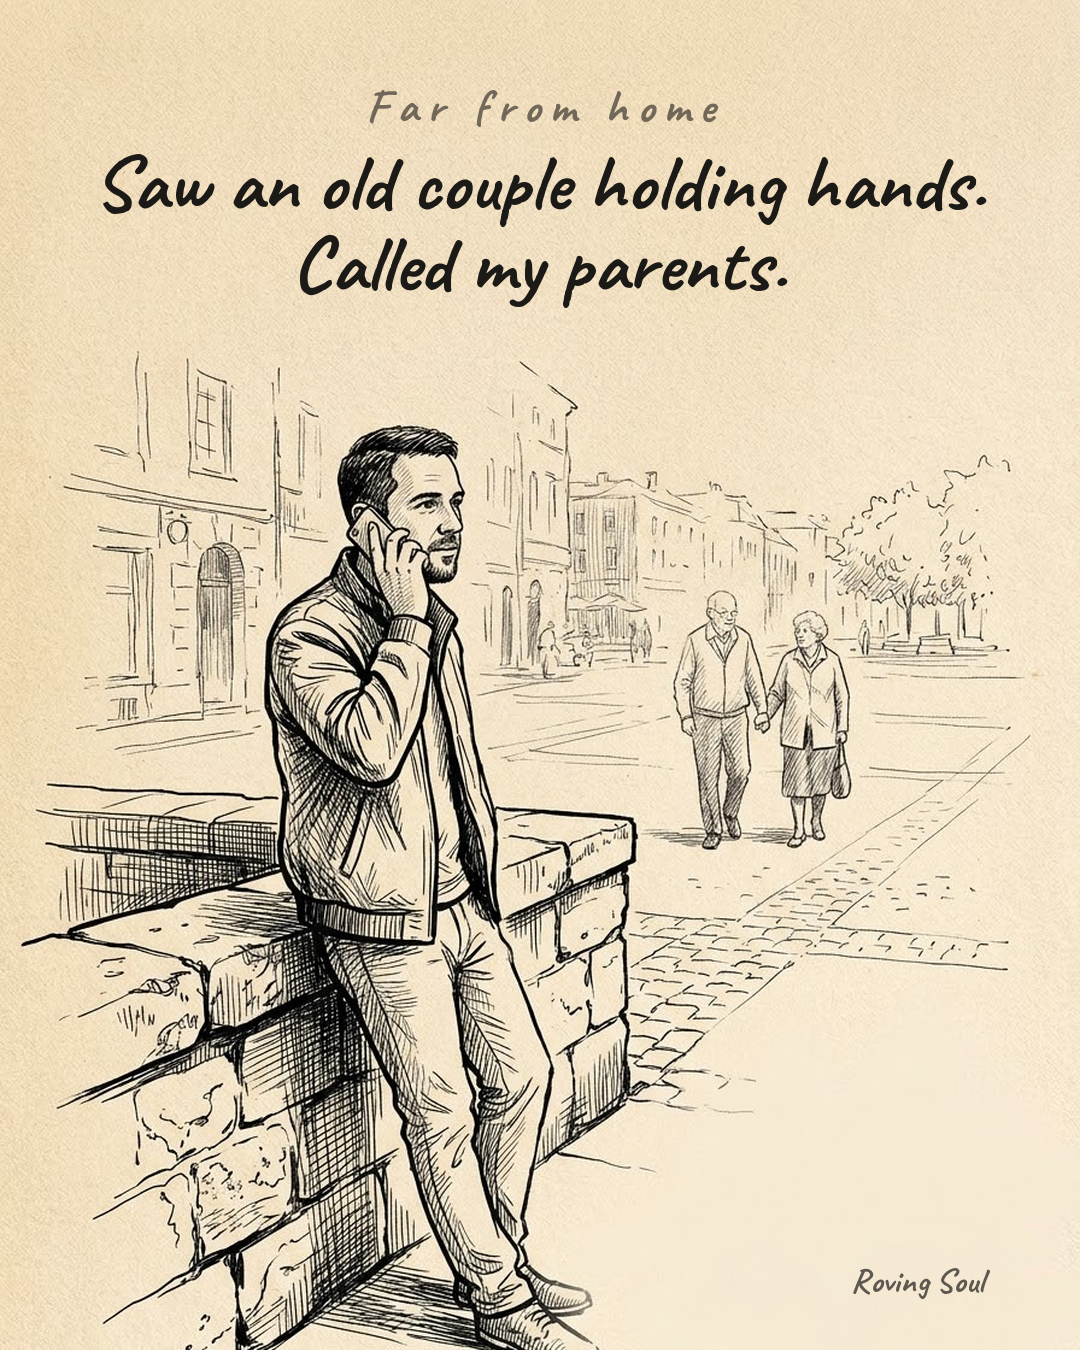 Far from home
Saw an old couple holding hands.
Called my parents.
Roving Soul